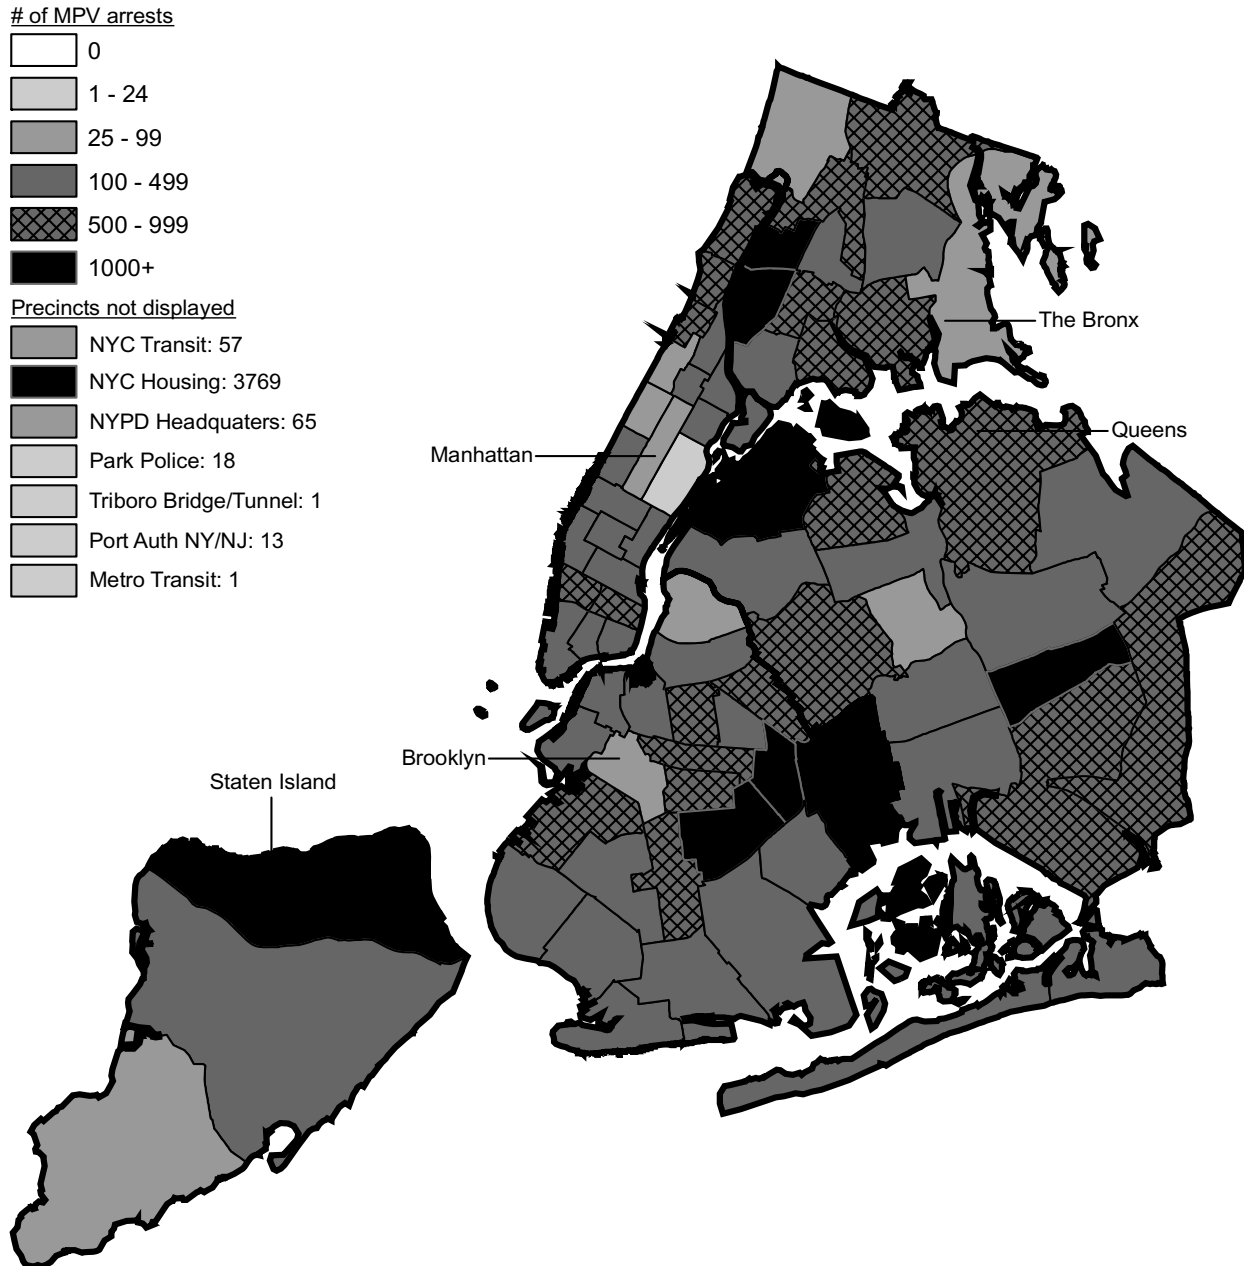 # of MPV arrests
0
1 - 24
25 - 99
100 - 499
500 - 999
1000+
Precincts not displayed
NYC Transit: 57
NYC Housing: 3769
NYPD Headquaters: 65
Park Police: 18
Triboro Bridge/Tunnel: 1
Port Auth NY/NJ: 13
Metro Transit: 1
The Bronx
Queens
Manhattan
Brooklyn
Staten Island